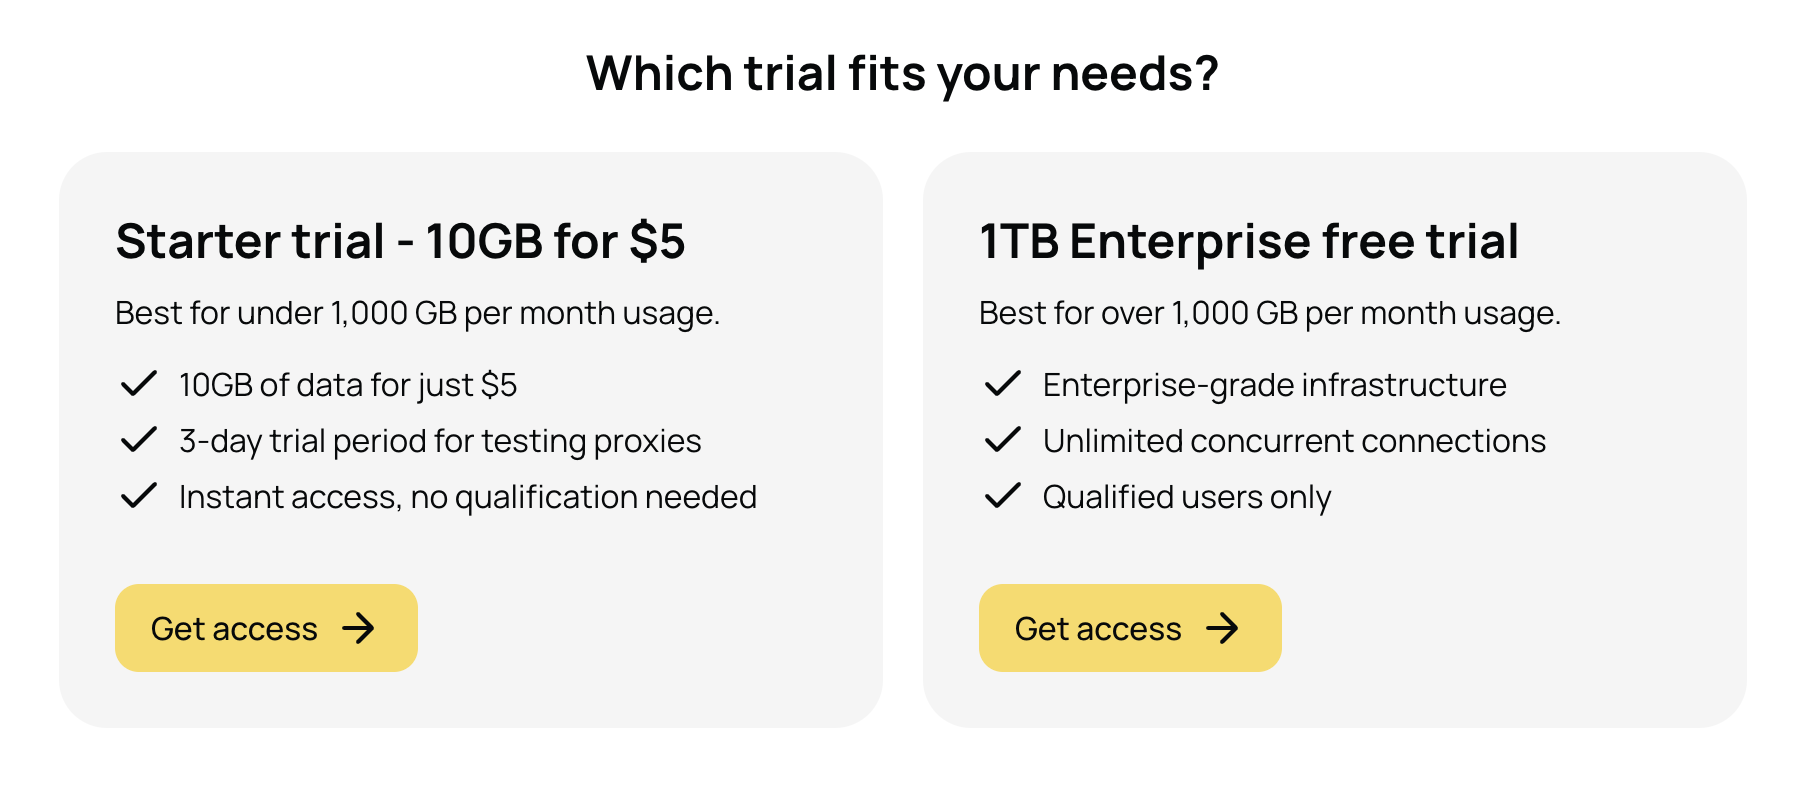 Which trial fits your needs?
Starter trial - 10GB for $5
Best for under 1,000 GB per month usage.
10GB of data for just $5
3-day trial period for testing proxies
Instant access, no qualification needed
Get access
1TB Enterprise free trial
Best for over 1,000 GB per month usage.
Enterprise-grade infrastructure
Unlimited concurrent connections
Qualified users only
Get access